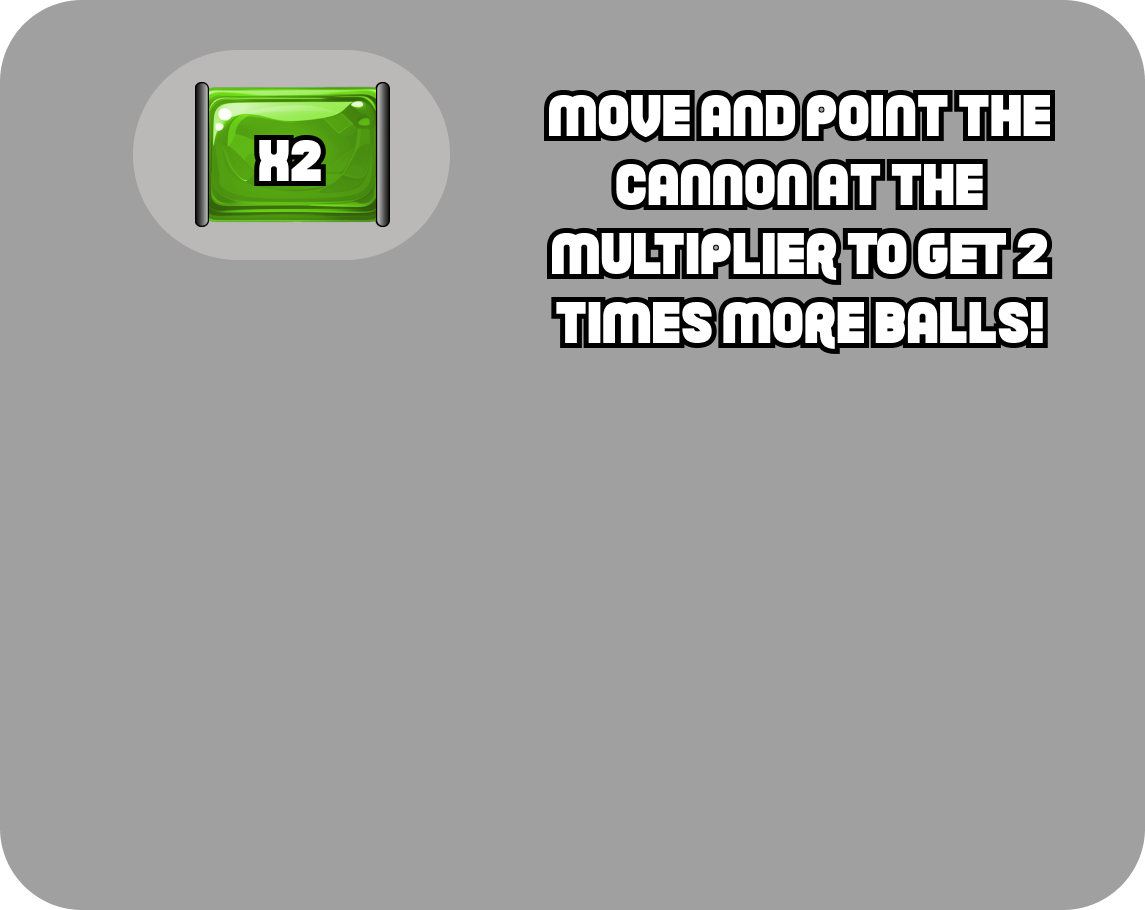 X2
MOVE AND POINT THE
CANNON AT THE
MULTIPLIER TO GET 2
TIMES MORE BALLS!